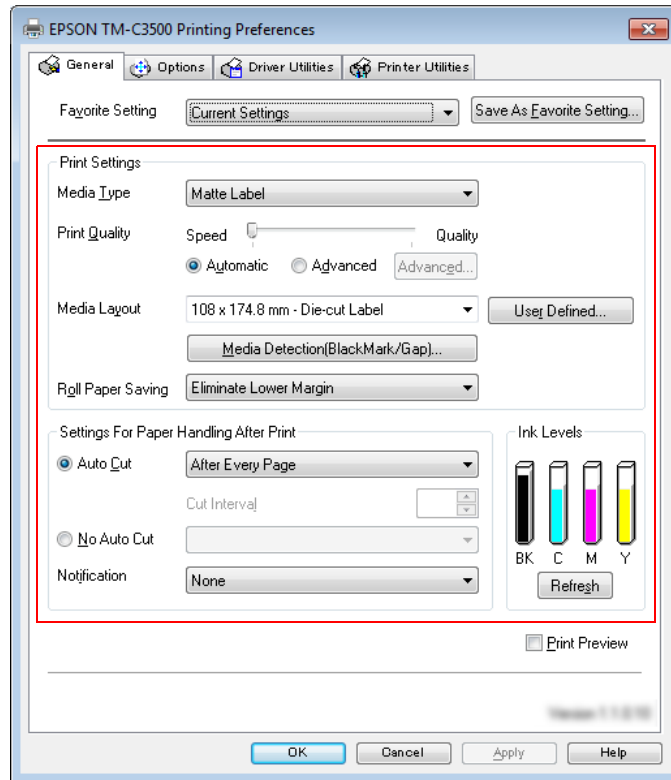 EPSON TM-C3500 Printing Preferences
General Options Driver Utilities Printer Utilities
Favorite Setting Current Settings Save As Favorite Setting...
Print Settings
Media Type Matte Label
Print Quality Speed Quality
Automatic Advanced Advanced...
Media Layout 108 x 174.8 mm - Die-cut Label User Defined...
Media Detection(BlackMark/Gap)...
Roll Paper Saving Eliminate Lower Margin
Settings For Paper Handling After Print
Auto Cut After Every Page
Cut Interval
No Auto Cut
Notification None
Ink Levels
BK C M Y
Refresh
Print Preview
OK Cancel Apply Help